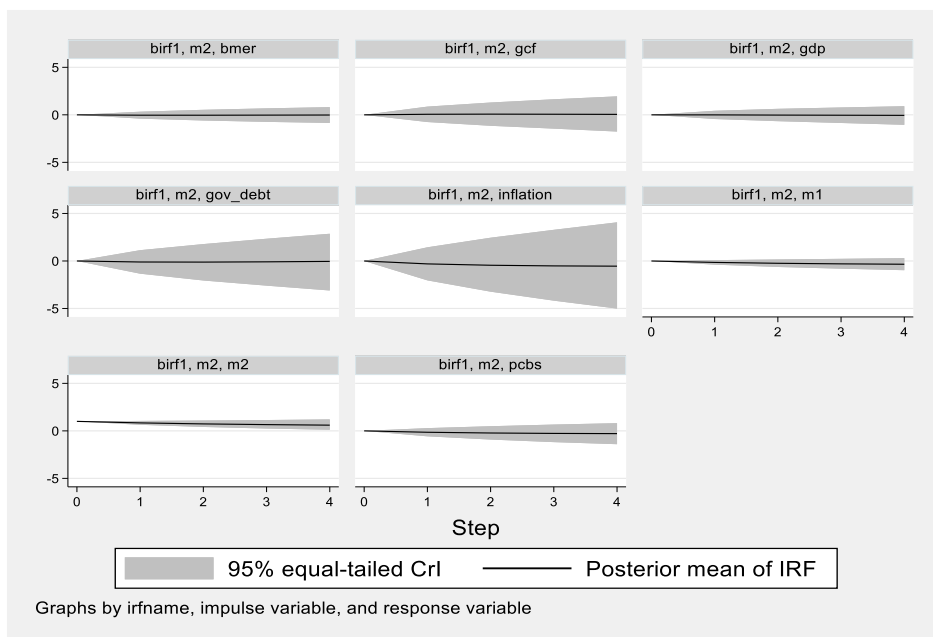 birf1, m2, bmer
birf1, m2, gcf
birf1, m2, gdp
5
0
-5
birf1, m2, gov_debt
birf1, m2, inflation
birf1, m2, m1
5
0
-5
0 1 2 3 4
birf1, m2, m2
birf1, m2, pcbs
5
0
-5
0 1 2 3 4
0 1 2 3 4
Step
95% equal-tailed CrI
Posterior mean of IRF
Graphs by irfname, impulse variable, and response variable